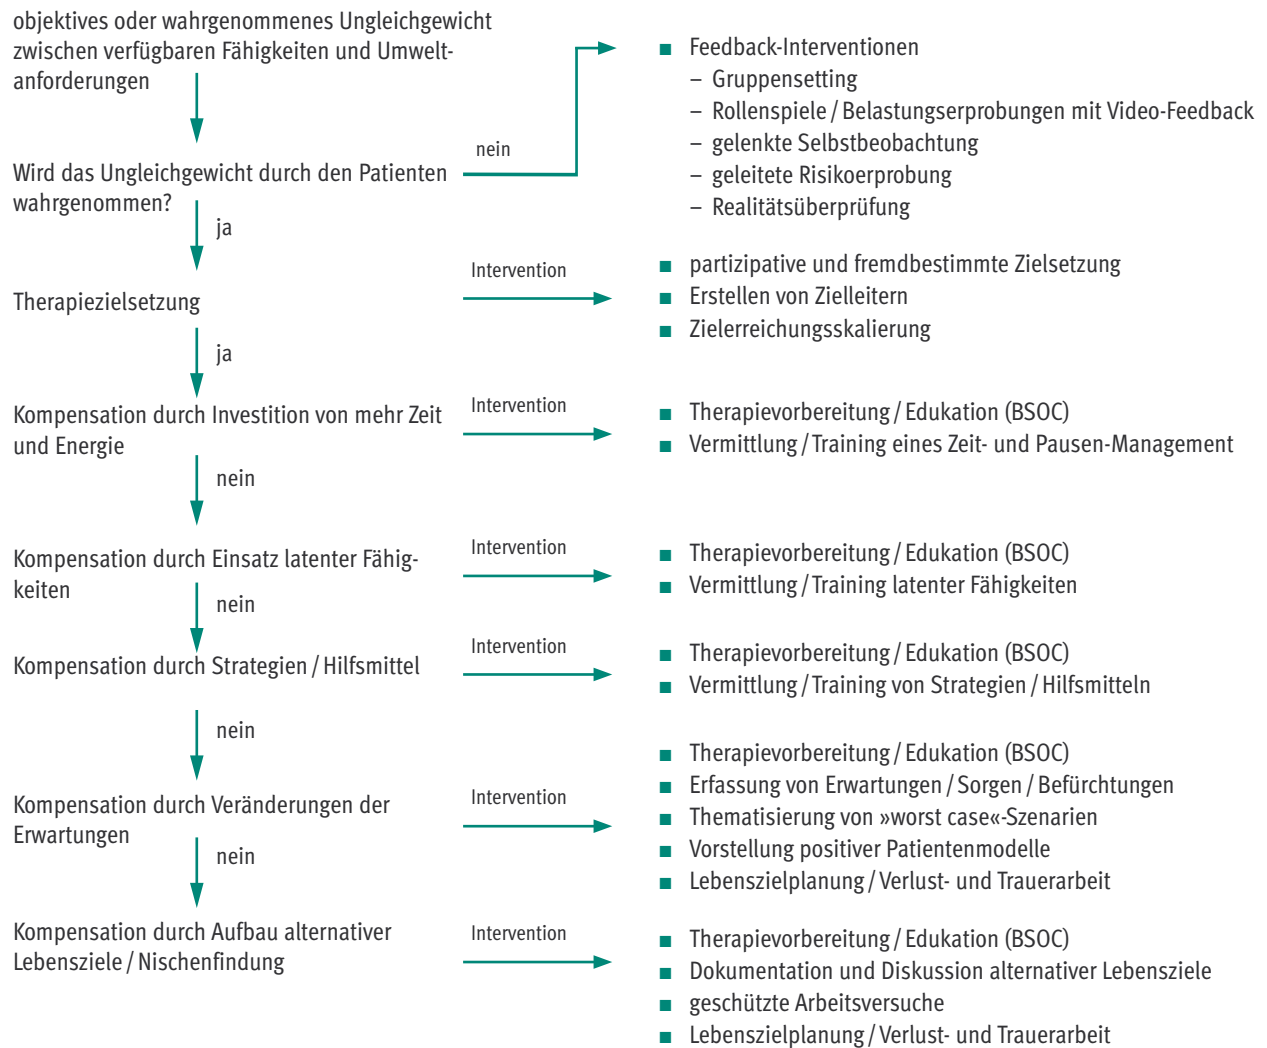 objektives oder wahrgenommenes Ungleichgewicht
zwischen verfügbaren Fähigkeiten und Umwelt-
anforderungen
Wird das Ungleichgewicht durch den Patienten
wahrgenommen?
nein
■ Feedback-Interventionen
– Gruppensetting
– Rollenspiele / Belastungserprobungen mit Video-Feedback
– gelenkte Selbstbeobachtung
– geleitete Risikoerprobung
– Realitätsüberprüfung
ja
Therapiezielsetzung
Intervention
■ partizipative und fremdbestimmte Zielsetzung
■ Erstellen von Zielleitern
■ Zielerreichungsskalierung
ja
Kompensation durch Investition von mehr Zeit
und Energie
Intervention
■ Therapievorbereitung / Edukation (BSOC)
■ Vermittlung / Training eines Zeit- und Pausen-Management
nein
Kompensation durch Einsatz latenter Fähig-
keiten
Intervention
■ Therapievorbereitung / Edukation (BSOC)
■ Vermittlung / Training latenter Fähigkeiten
nein
Kompensation durch Strategien / Hilfsmittel
Intervention
■ Therapievorbereitung / Edukation (BSOC)
■ Vermittlung / Training von Strategien / Hilfsmitteln
nein
Kompensation durch Veränderungen der
Erwartungen
Intervention
■ Therapievorbereitung / Edukation (BSOC)
■ Erfassung von Erwartungen / Sorgen / Befürchtungen
■ Thematisierung von »worst case«-Szenarien
■ Vorstellung positiver Patientenmodelle
■ Lebenszielplanung / Verlust- und Trauerarbeit
nein
Kompensation durch Aufbau alternativer
Lebensziele / Nischenfindung
Intervention
■ Therapievorbereitung / Edukation (BSOC)
■ Dokumentation und Diskussion alternativer Lebensziele
■ geschützte Arbeitsversuche
■ Lebenszielplanung / Verlust- und Trauerarbeit